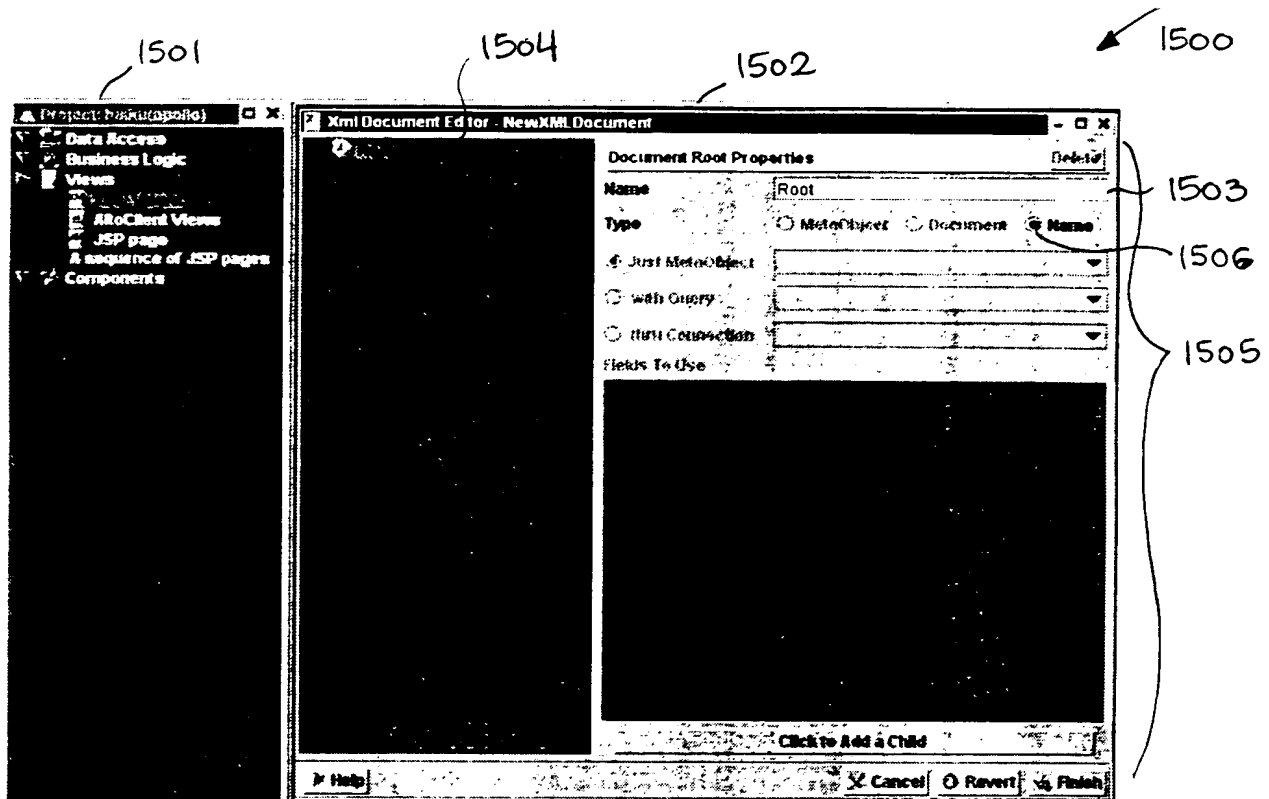 1500
1501
1504
1502
Project:
Data Access
Business Logic
Views
AltoClient Views
JSP page
A sequence of JSP pages
Components
Xml Document Editor - NewXMLDocument
Document Root Properties
Delete
Name
Root
1503
Type
MetaObject
Document
Name
1506
Just MetaObject
with Query
thru Connection
1505
Fields To Use
Click to Add a Child
Help
Cancel
Revert
Finish